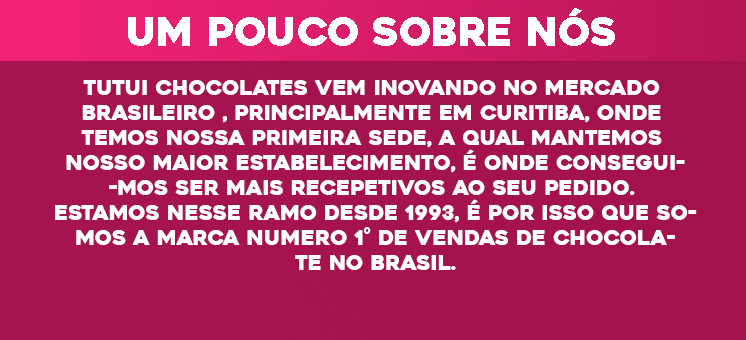 UM POUCO SOBRE NÓS
TUTUI CHOCOLATES VEM INOVANDO NO MERCADO
BRASILEIRO , PRINCIPALMENTE EM CURITIBA, ONDE
TEMOS NOSSA PRIMEIRA SEDE, A QUAL MANTEMOS
NOSSO MAIOR ESTABELECIMENTO, É ONDE CONSEGUI-
-MOS SER MAIS RECEPETIVOS AO SEU PEDIDO.
ESTAMOS NESSE RAMO DESDE 1993, É POR ISSO QUE SO-
MOS A MARCA NUMERO 1° DE VENDAS DE CHOCOLA-
TE NO BRASIL.